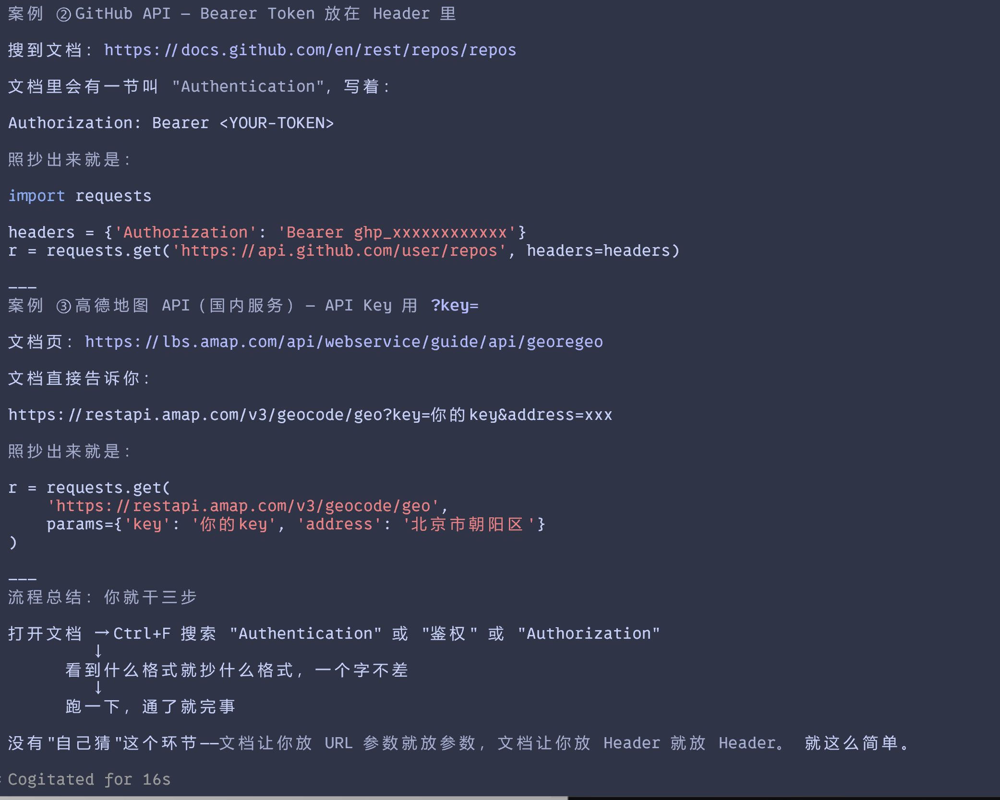 案例 ②GitHub API — Bearer Token 放在 Header 里
搜到文档：https://docs.github.com/en/rest/repos/repos
文档里会有一节叫 "Authentication"，写着：
Authorization: Bearer <YOUR-TOKEN>
照抄出来就是：
import requests
headers = {'Authorization': 'Bearer ghp_xxxxxxxxxxxx'}
r = requests.get('https://api.github.com/user/repos', headers=headers)
---
案例 ③高德地图 API（国内服务）— API Key 用 ?key=
文档页：https://lbs.amap.com/api/webservice/guide/api/georegeo
文档直接告诉你：
https://restapi.amap.com/v3/geocode/geo?key=你的key&address=xxx
照抄出来就是：
r = requests.get(
    'https://restapi.amap.com/v3/geocode/geo',
    params={'key': '你的key', 'address': '北京市朝阳区'}
)
---
流程总结：你就干三步
打开文档 →Ctrl+F 搜索 "Authentication" 或 "鉴权" 或 "Authorization"
↓
看到什么格式就抄什么格式，一个字不差
↓
跑一下，通了就完事
没有"自己猜"这个环节——文档让你放 URL 参数就放参数，文档让你放 Header 就放 Header。 就这么简单。
Cogitated for 16s